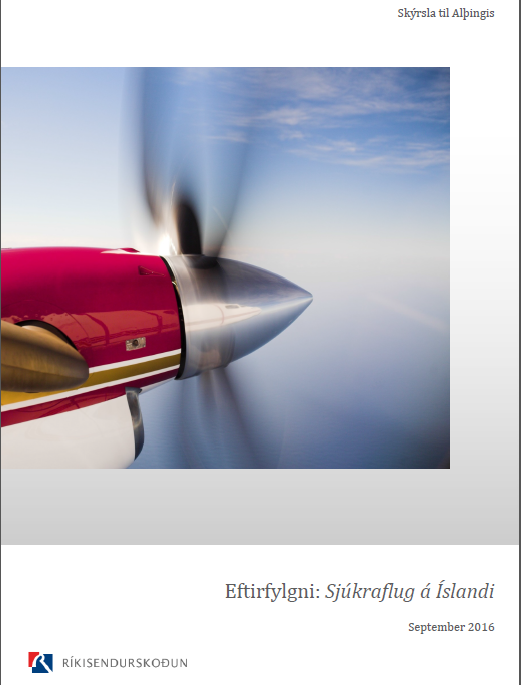 Skýrsla til Alþingis
Eftirfylgni: Sjúkraflug á Íslandi
September 2016
RÍKISENDURSKOÐUN